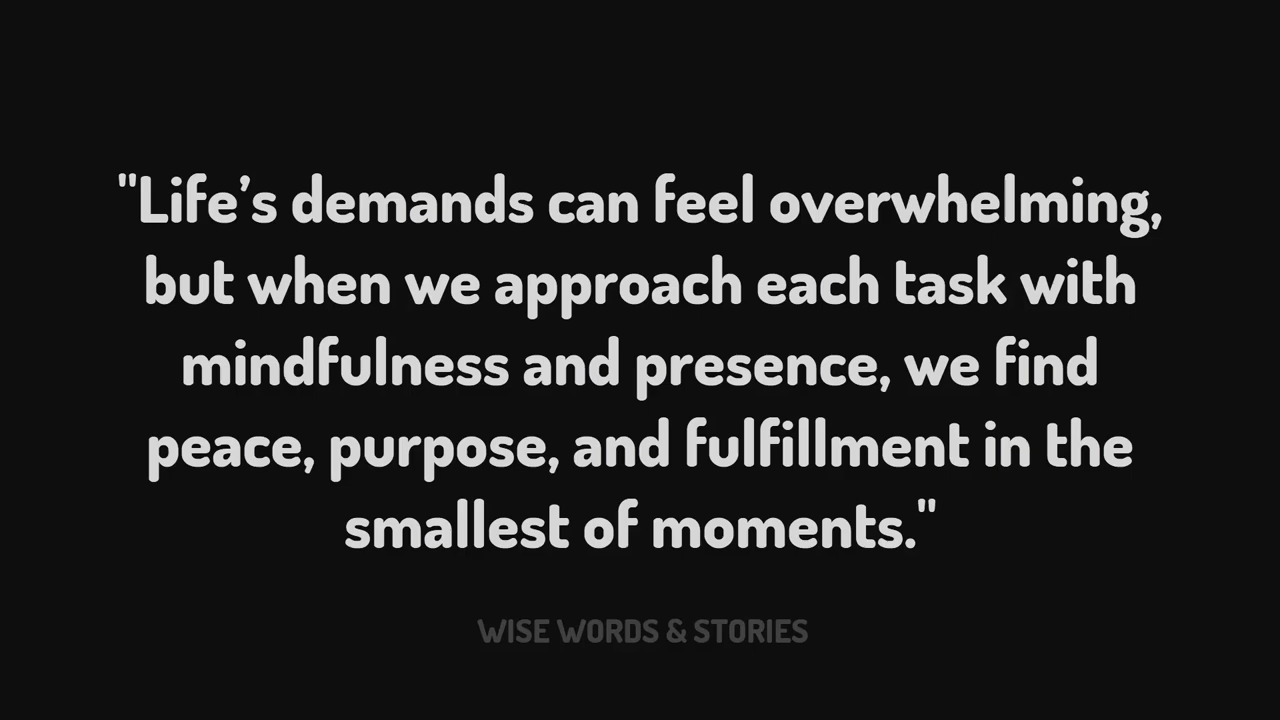 "Life’s demands can feel overwhelming,
but when we approach each task with
mindfulness and presence, we find
peace, purpose, and fulfillment in the
smallest of moments."
WISE WORDS & STORIES